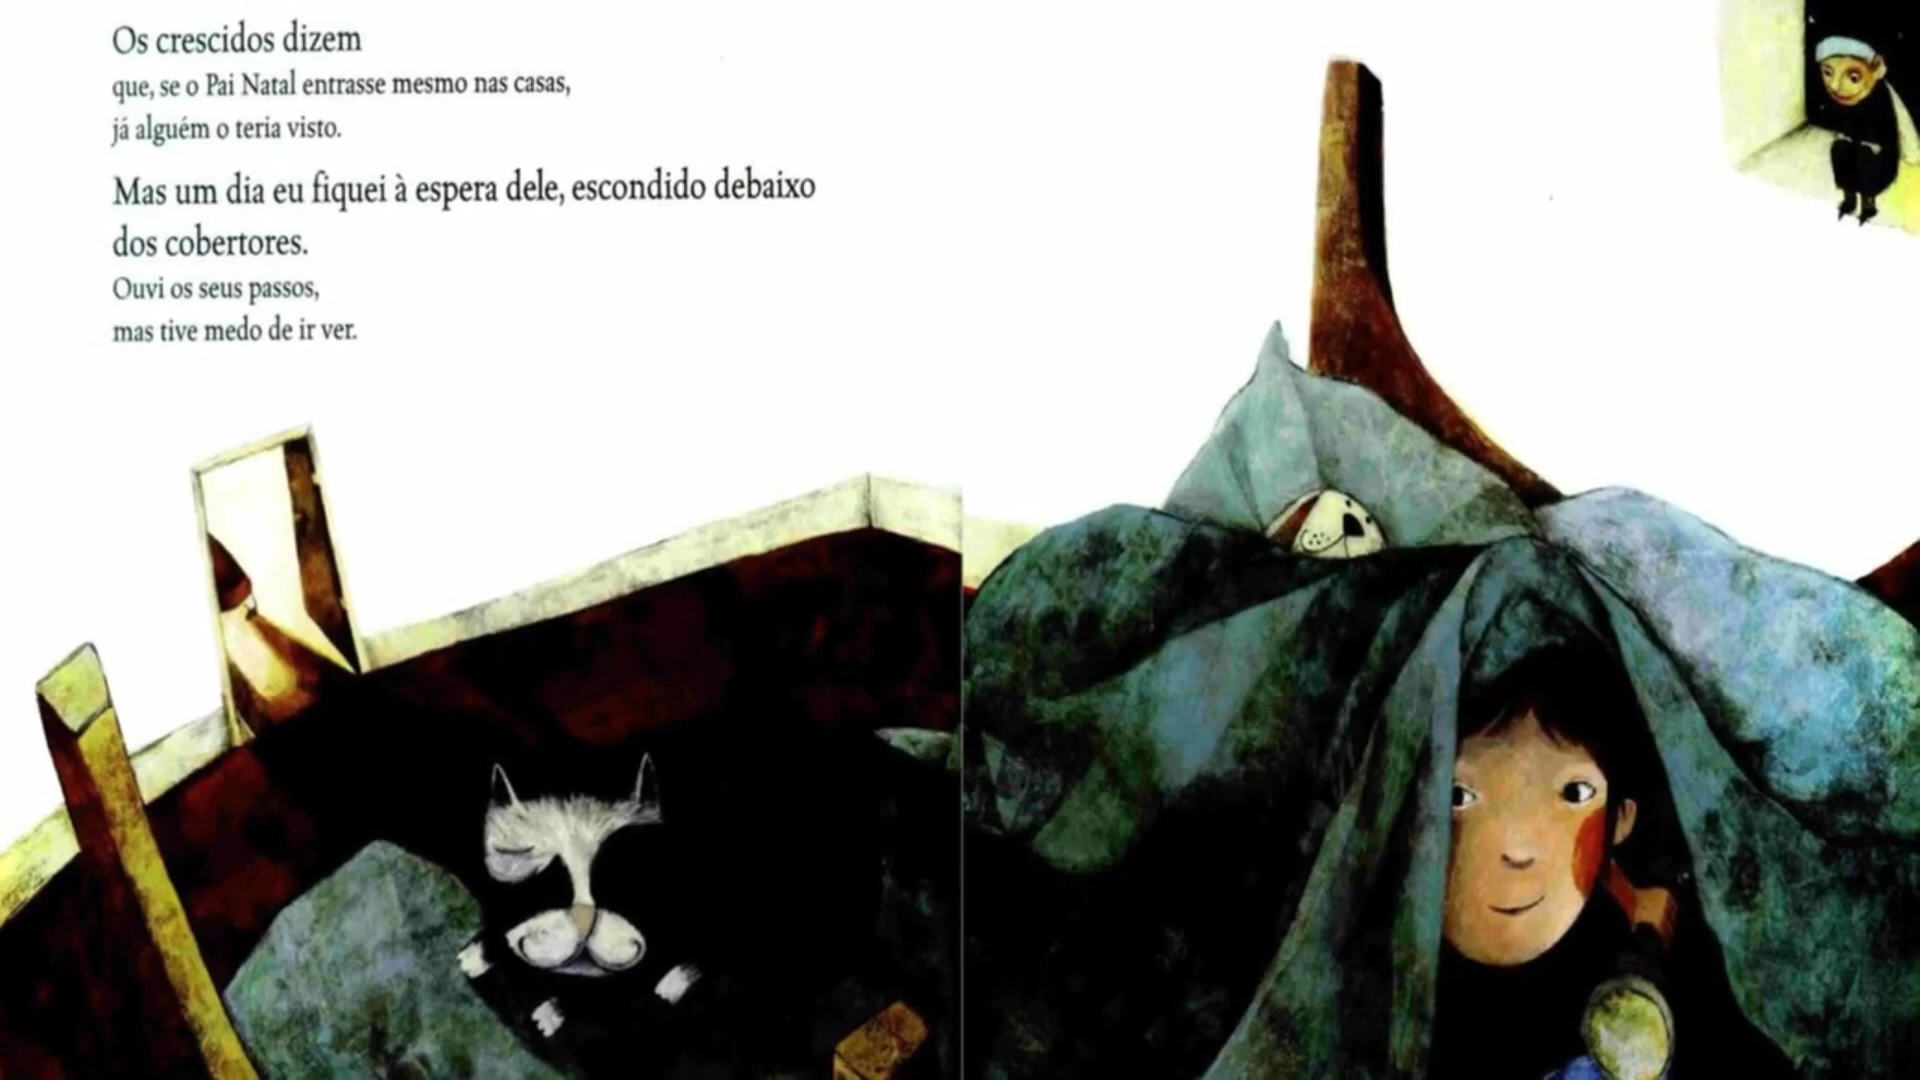 Os crescidos dizem
que, se o Pai Natal entrasse mesmo nas casas,
já alguém o teria visto.
Mas um dia eu fiquei à espera dele, escondido debaixo
dos cobertores.
Ouvi os seus passos,
mas tive medo de ir ver.